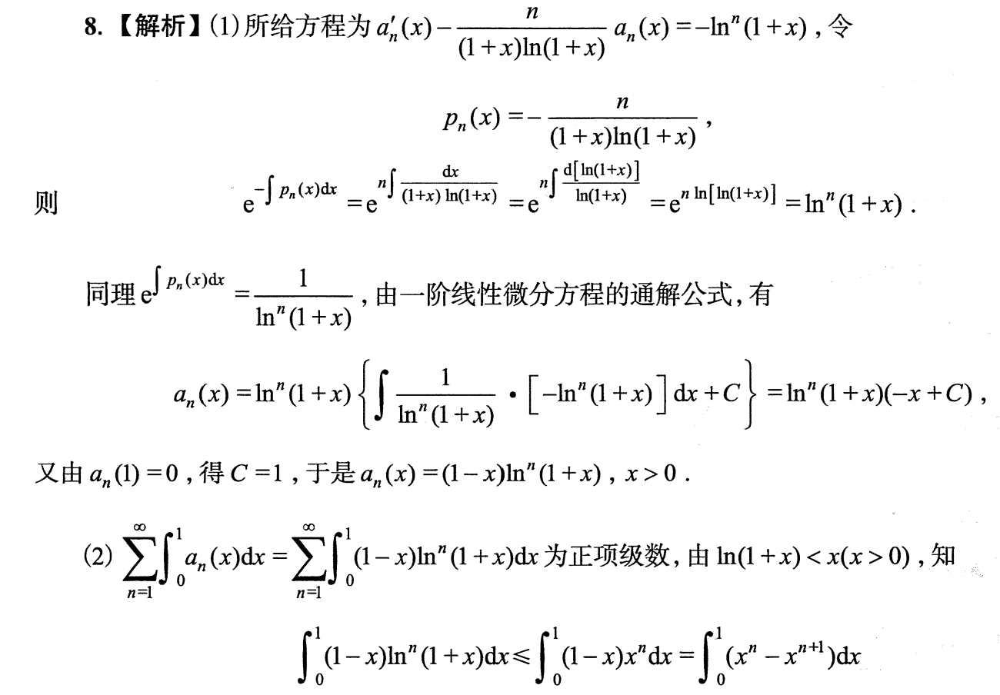 8.【解析】(1)所给方程为 $a_n'(x)-\frac{n}{(1+x)\ln(1+x)}a_n(x)=-\ln^n(1+x)$,令
$p_n(x)=-\frac{n}{(1+x)\ln(1+x)}$,
则 $e^{-\int p_n(x)dx}=e^{n\int\frac{dx}{(1+x)\ln(1+x)}}=e^{n\int\frac{d[\ln(1+x)]}{\ln(1+x)}}=e^{n\ln[\ln(1+x)]}=\ln^n(1+x)$.
同理 $e^{\int p_n(x)dx}=\frac{1}{\ln^n(1+x)}$,由一阶线性微分方程的通解公式,有
$a_n(x)=\ln^n(1+x)\left\{\int\frac{1}{\ln^n(1+x)}\cdot\left[-\ln^n(1+x)\right]dx+C\right\}=\ln^n(1+x)(-x+C)$,
又由 $a_n(1)=0$,得 $C=1$,于是 $a_n(x)=(1-x)\ln^n(1+x)$, $x>0$.
(2) $\sum_{n=1}^{\infty}\int_0^1 a_n(x)dx=\sum_{n=1}^{\infty}\int_0^1(1-x)\ln^n(1+x)dx$ 为正项级数,由 $\ln(1+x)<x(x>0)$,知
$\int_0^1(1-x)\ln^n(1+x)dx\leqslant\int_0^1(1-x)x^n dx=\int_0^1(x^n-x^{n+1})dx$